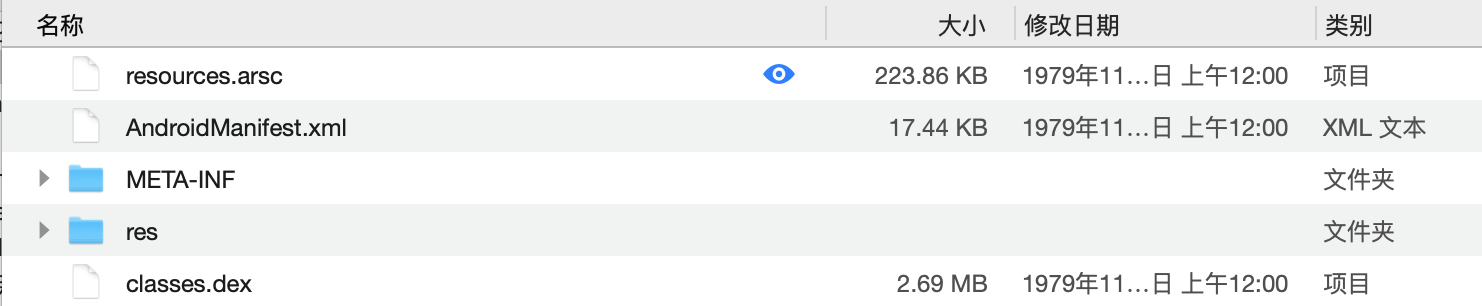 名称 大小 修改日期 类别
resources.arsc 223.86 KB 1979年11…日 上午12:00 项目
AndroidManifest.xml 17.44 KB 1979年11…日 上午12:00 XML 文本
META-INF 文件夹
res 文件夹
classes.dex 2.69 MB 1979年11…日 上午12:00 项目